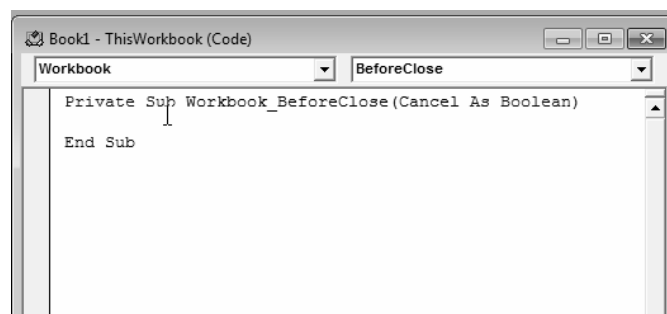 Book1 - ThisWorkbook (Code)
Workbook BeforeClose
Private Sub Workbook_BeforeClose(Cancel As Boolean)
End Sub